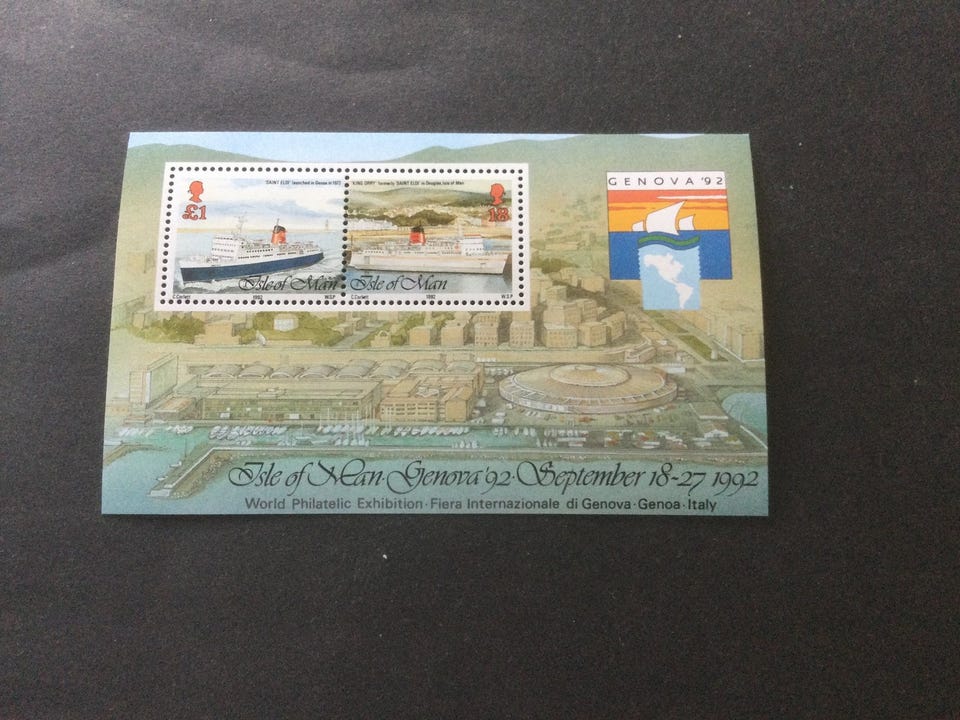 'SAINT ELOI' launched in Genoa in 1972
£1
Isle of Man
C.Corlett 1992 W.S.P
'KING ORRY' formerly 'SAINT ELOI' in Douglas, Isle of Man
18
Isle of Man
C.Corlett 1992 W.S.P
GENOVA '92
Isle of Man·Genova '92·September 18-27 1992
World Philatelic Exhibition·Fiera Internazionale di Genova·Genoa·Italy